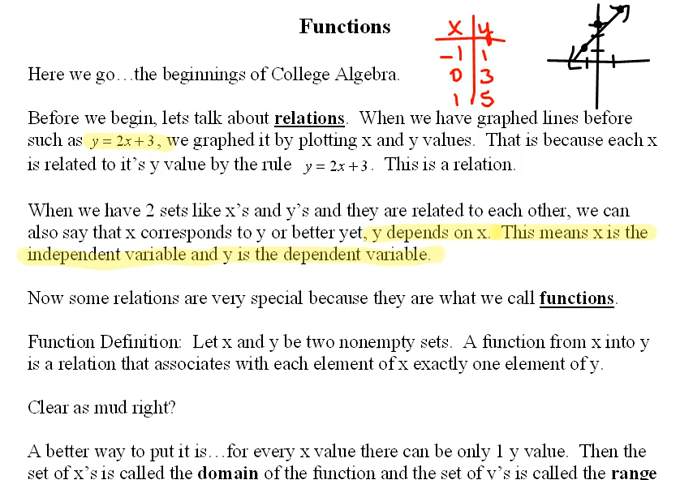 Functions
x y
-1 1
0 3
1 5
Here we go…the beginnings of College Algebra.
Before we begin, lets talk about relations. When we have graphed lines before
such as y = 2x + 3, we graphed it by plotting x and y values. That is because each x
is related to it's y value by the rule y = 2x + 3. This is a relation.
When we have 2 sets like x's and y's and they are related to each other, we can
also say that x corresponds to y or better yet, y depends on x. This means x is the
independent variable and y is the dependent variable.
Now some relations are very special because they are what we call functions.
Function Definition: Let x and y be two nonempty sets. A function from x into y
is a relation that associates with each element of x exactly one element of y.
Clear as mud right?
A better way to put it is…for every x value there can be only 1 y value. Then the
set of x's is called the domain of the function and the set of y's is called the range